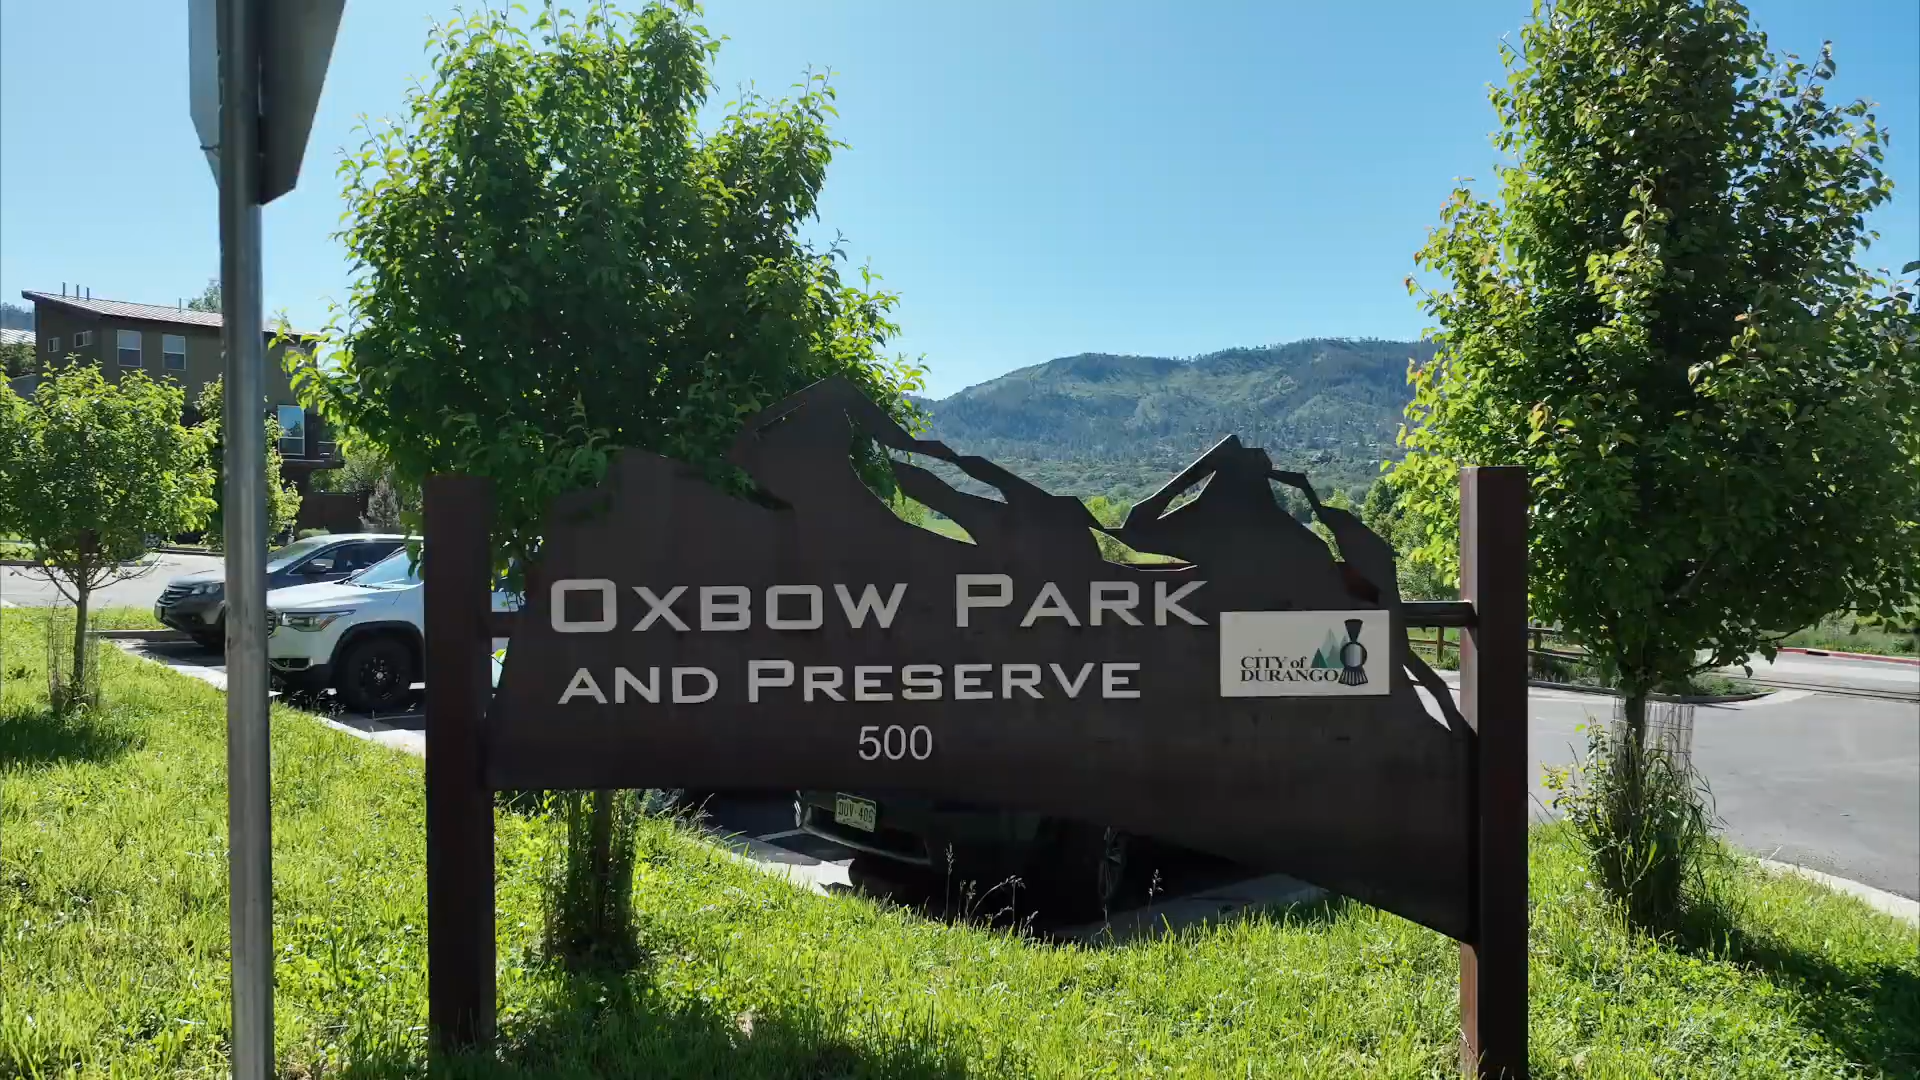 OXBOW PARK
AND PRESERVE
500
CITY of
DURANGO